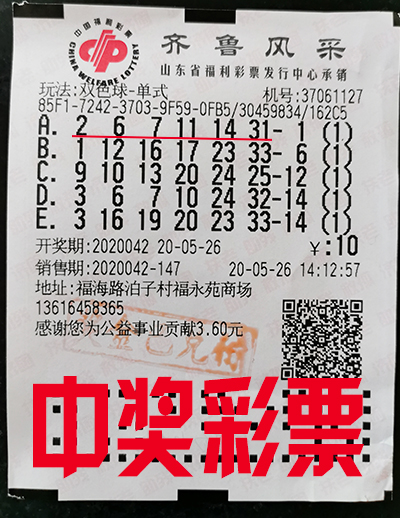 中国福利彩票
CHINA WELFARE LOTTERY
齐鲁风采
山东省福利彩票发行中心承销
玩法:双色球-单式 机号:37061127
85F1-7242-3703-9F59-0FB5/30459834/162C5
A. 2 6 7 11 14 31- 1 (1)
B. 1 12 16 17 23 33- 6 (1)
C. 9 10 13 20 24 25-12 (1)
D. 3 6 7 10 24 32-14 (1)
E. 3 16 19 20 23 33-14 (1)
开奖期:2020042 20-05-26 ¥:10
销售期:2020042-147 20-05-26 14:12:57
地址:福海路泊子村福永苑商场
13616458365
感谢您为公益事业贡献3.60元
已兑付
中奖彩票